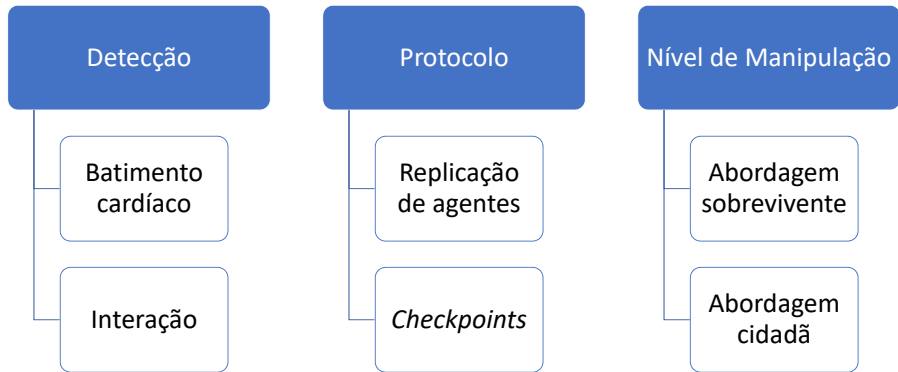 Detecção
Batimento
cardíaco
Interação
Protocolo
Replicação
de agentes
Checkpoints
Nível de Manipulação
Abordagem
sobrevivente
Abordagem
cidadã